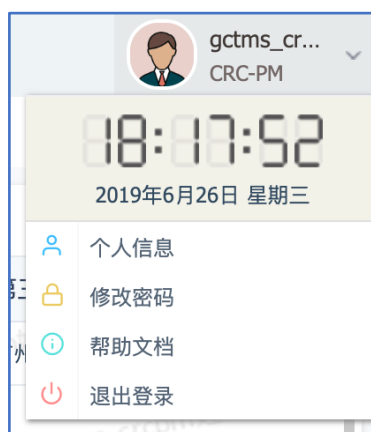 gctms_cr...
CRC-PM
18:17:52
2019年6月26日 星期三
个人信息
修改密码
帮助文档
退出登录